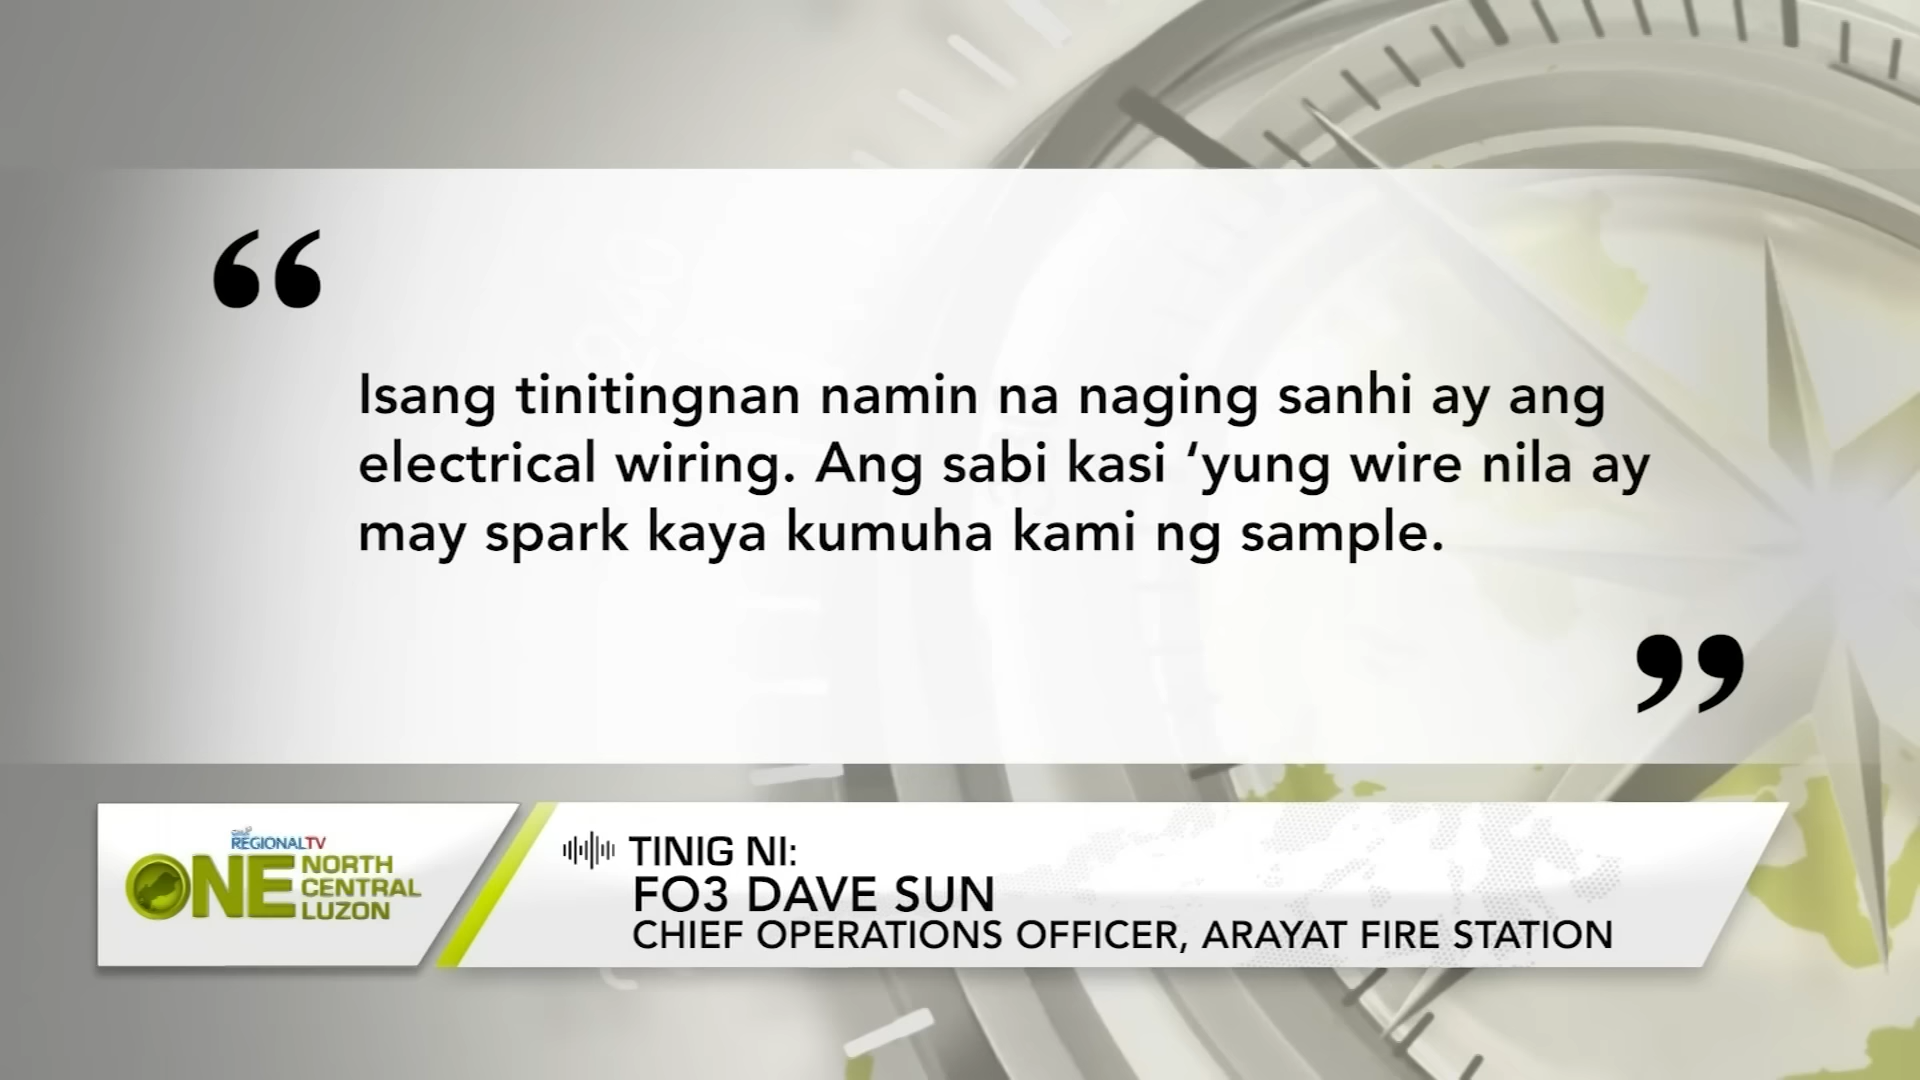 “
Isang tinitingnan namin na naging sanhi ay ang
electrical wiring. Ang sabi kasi ‘yung wire nila ay
may spark kaya kumuha kami ng sample.
”
REGIONALTV
ONE NORTH
CENTRAL
LUZON
TINIG NI:
FO3 DAVE SUN
CHIEF OPERATIONS OFFICER, ARAYAT FIRE STATION